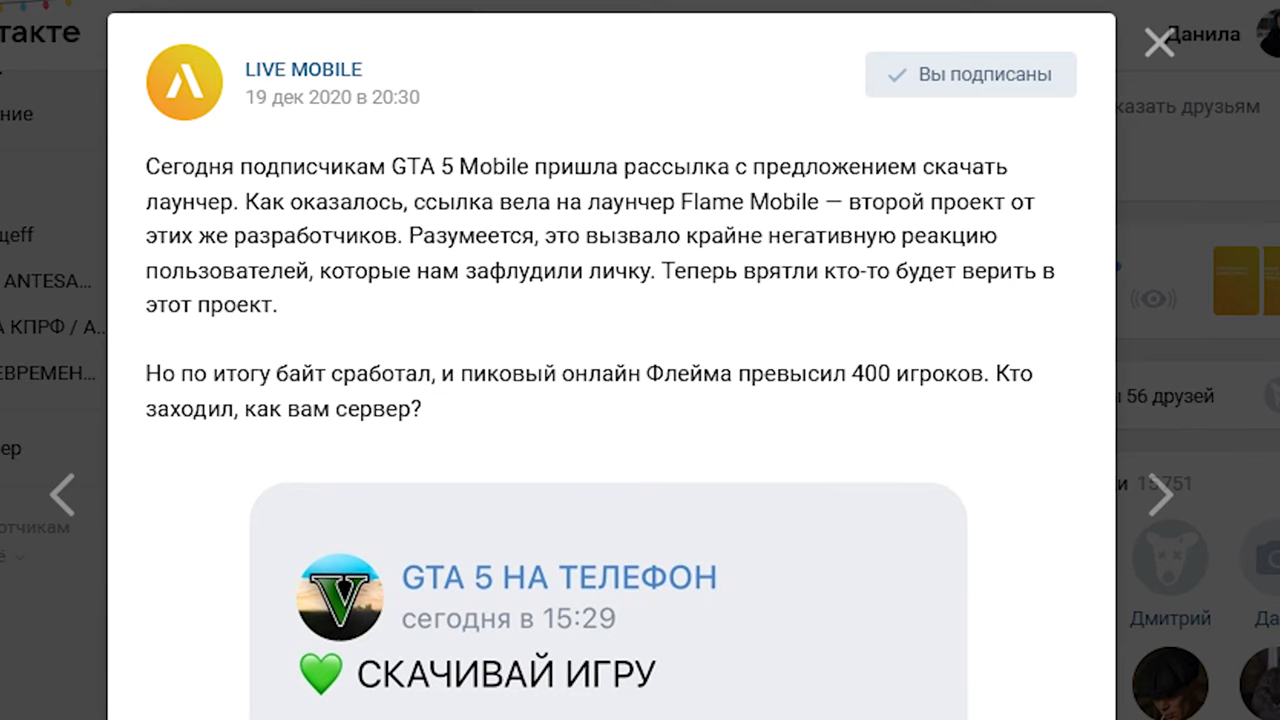 такте
Данила
LIVE MOBILE
19 дек 2020 в 20:30
Вы подписаны
ние
казать друзьям
Сегодня подписчикам GTA 5 Mobile пришла рассылка с предложением скачать
лаунчер. Как оказалось, ссылка вела на лаунчер Flame Mobile — второй проект от
этих же разработчиков. Разумеется, это вызвало крайне негативную реакцию
пользователей, которые нам зафлудили личку. Теперь врятли кто-то будет верить в
этот проект.
щeff
ANTESA...
А КПРФ / А..
ЕВРЕМЕН...
Но по итогу байт сработал, и пиковый онлайн Флейма превысил 400 игроков. Кто
заходил, как вам сервер?
56 друзей
ер
и 15 751
отчикам
ё
GTA 5 НА ТЕЛЕФОН
сегодня в 15:29
💚 СКАЧИВАЙ ИГРУ
Дмитрий
Да